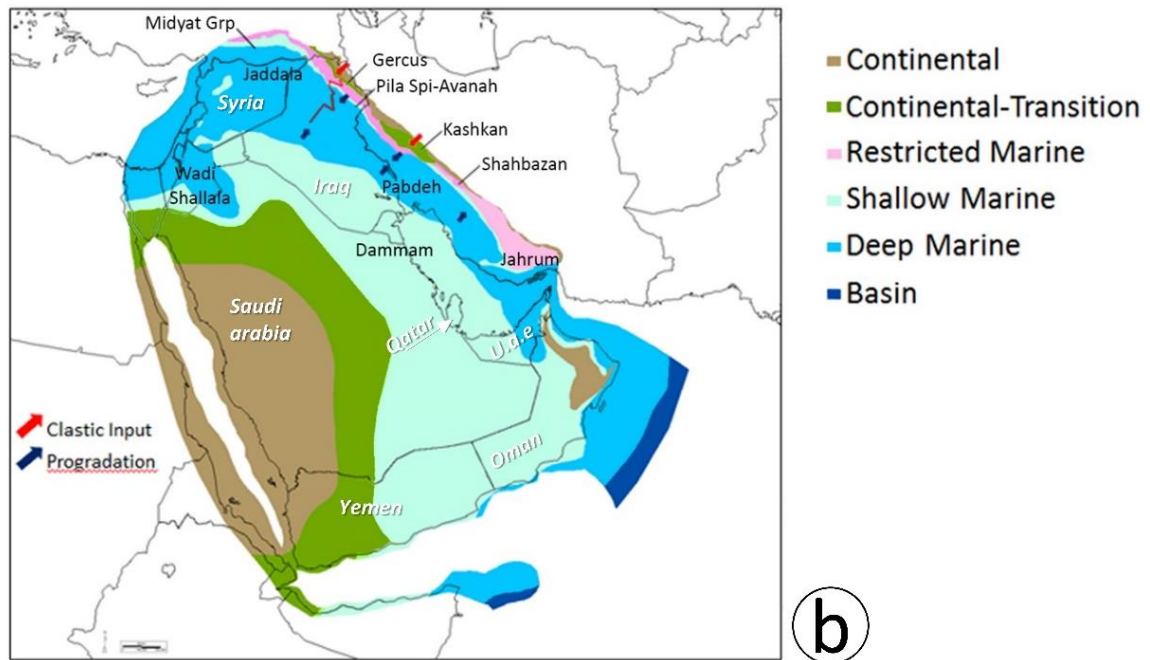 Midyat Grp
Gercus
Jaddala
Pila Spi-Avanah
Syria
Kashkan
Wadi
Shallafa
Shahbazan
Iraq
Pabdeh
Dammam
Jahrum
Saudi
arabia
Qatar
U.a.e
Oman
Yemen
Clastic Input
Progradation
Continental
Continental-Transition
Restricted Marine
Shallow Marine
Deep Marine
Basin
b